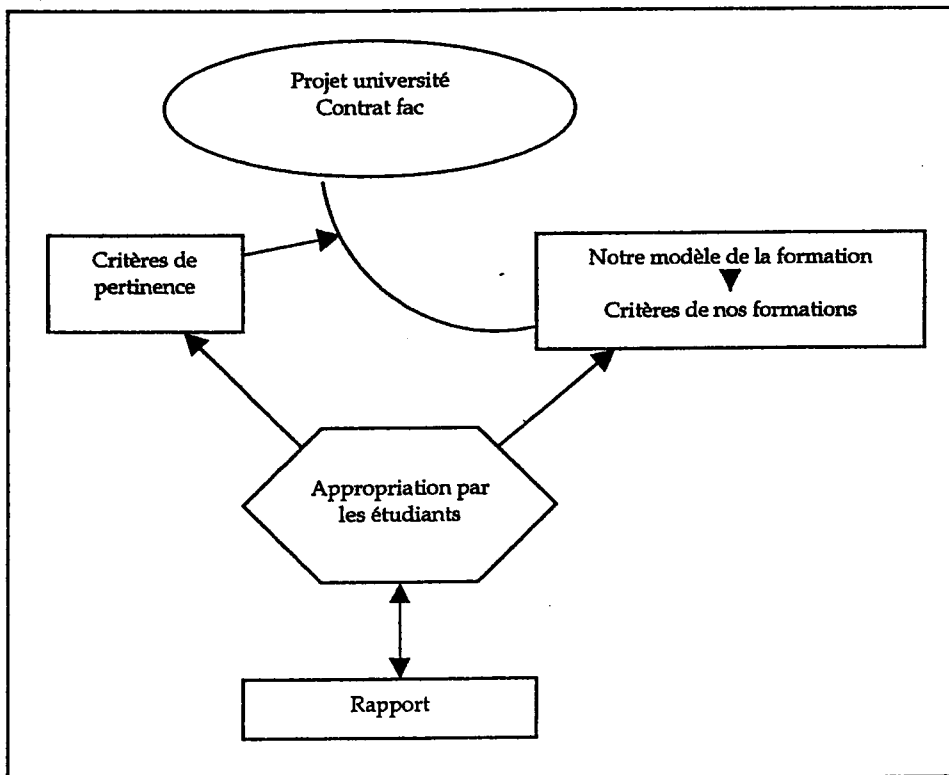 Projet université
Contrat fac
Critères de
pertinence
Notre modèle de la formation
Critères de nos formations
Appropriation par
les étudiants
Rapport